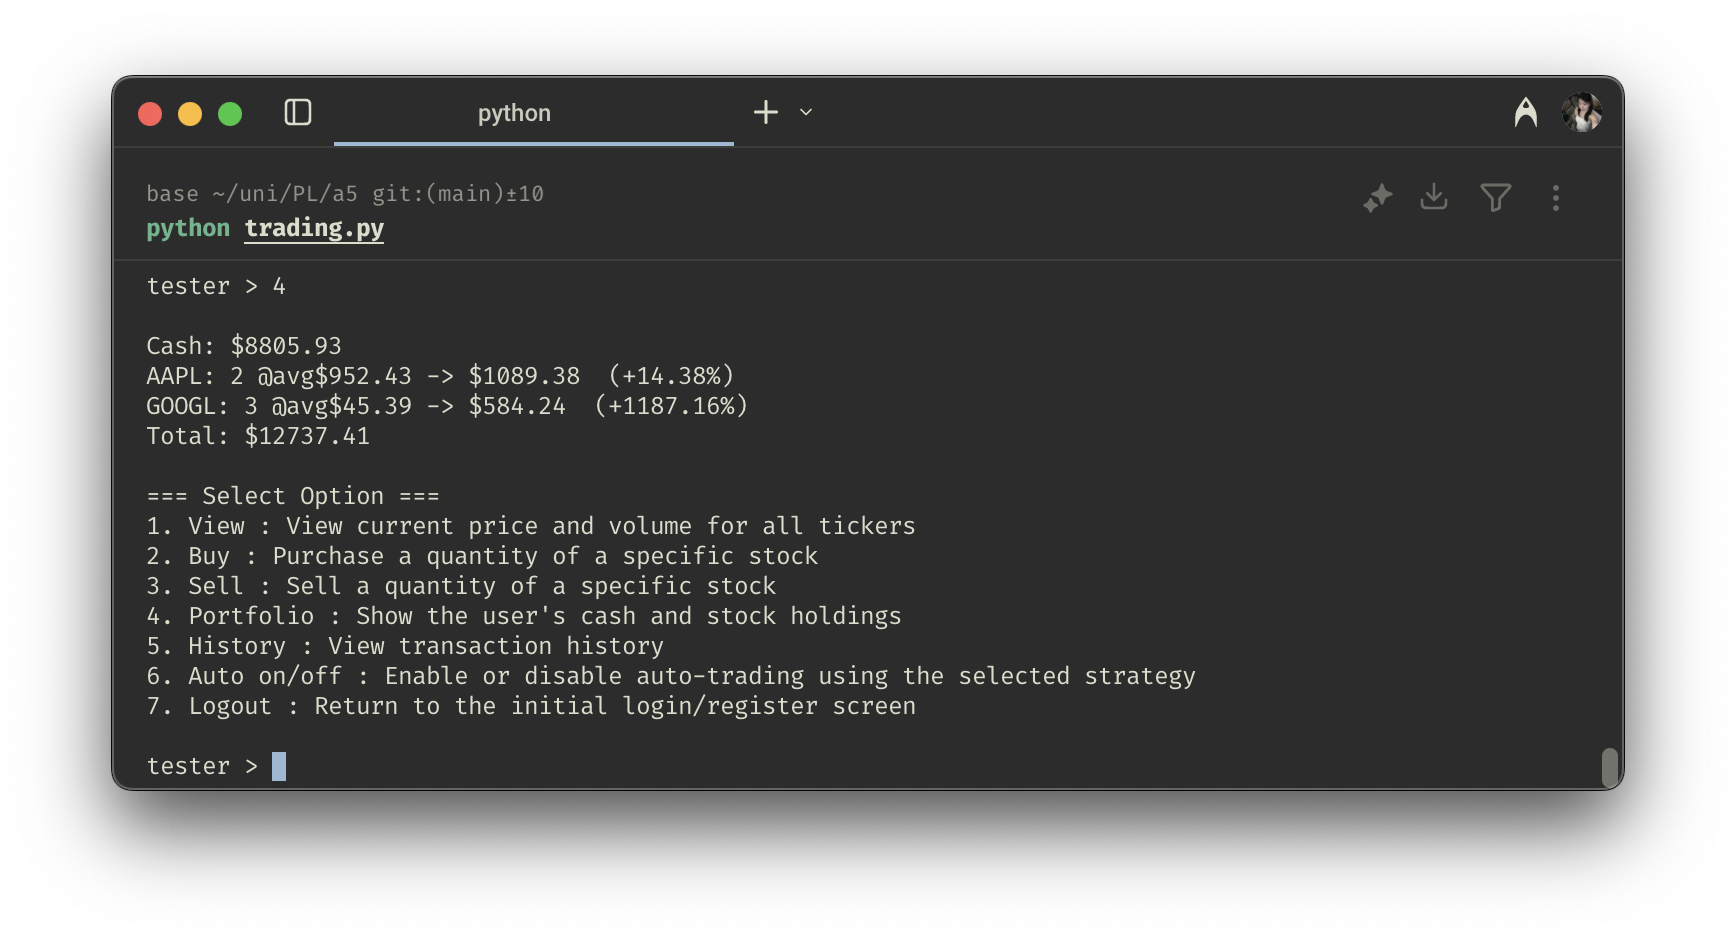 python
base ~/uni/PL/a5 git:(main)±10
python trading.py
tester > 4
Cash: $8805.93
AAPL: 2 @avg$952.43 -> $1089.38  (+14.38%)
GOOGL: 3 @avg$45.39 -> $584.24  (+1187.16%)
Total: $12737.41
=== Select Option ===
1. View : View current price and volume for all tickers
2. Buy : Purchase a quantity of a specific stock
3. Sell : Sell a quantity of a specific stock
4. Portfolio : Show the user's cash and stock holdings
5. History : View transaction history
6. Auto on/off : Enable or disable auto-trading using the selected strategy
7. Logout : Return to the initial login/register screen
tester >